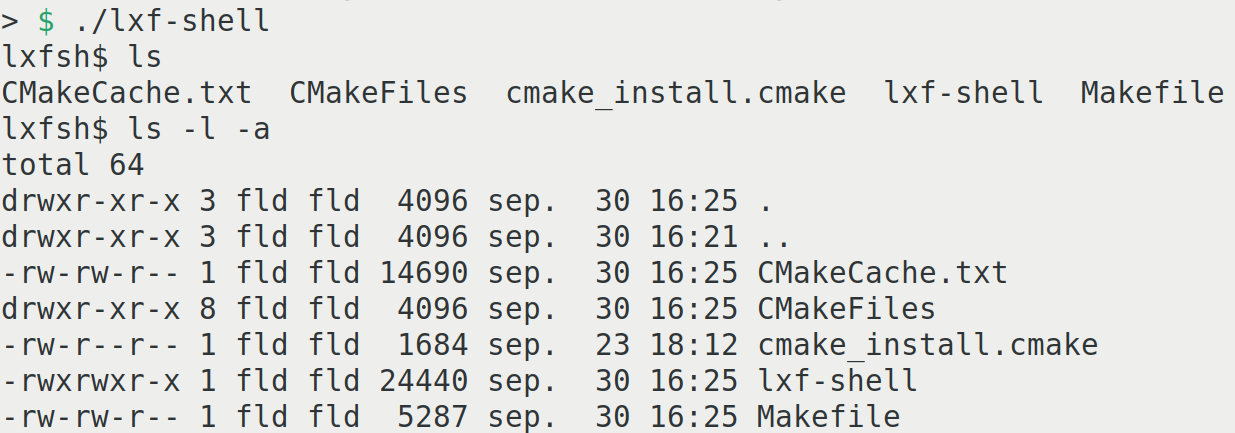 > $ ./lxf-shell
lxfsh$ ls
CMakeCache.txt  CMakeFiles  cmake_install.cmake  lxf-shell  Makefile
lxfsh$ ls -l -a
total 64
drwxr-xr-x 3 fld fld  4096 sep.  30 16:25 .
drwxr-xr-x 3 fld fld  4096 sep.  30 16:21 ..
-rw-rw-r-- 1 fld fld 14690 sep.  30 16:25 CMakeCache.txt
drwxr-xr-x 8 fld fld  4096 sep.  30 16:25 CMakeFiles
-rw-r--r-- 1 fld fld  1684 sep.  23 18:12 cmake_install.cmake
-rwxrwxr-x 1 fld fld 24440 sep.  30 16:25 lxf-shell
-rw-rw-r-- 1 fld fld  5287 sep.  30 16:25 Makefile